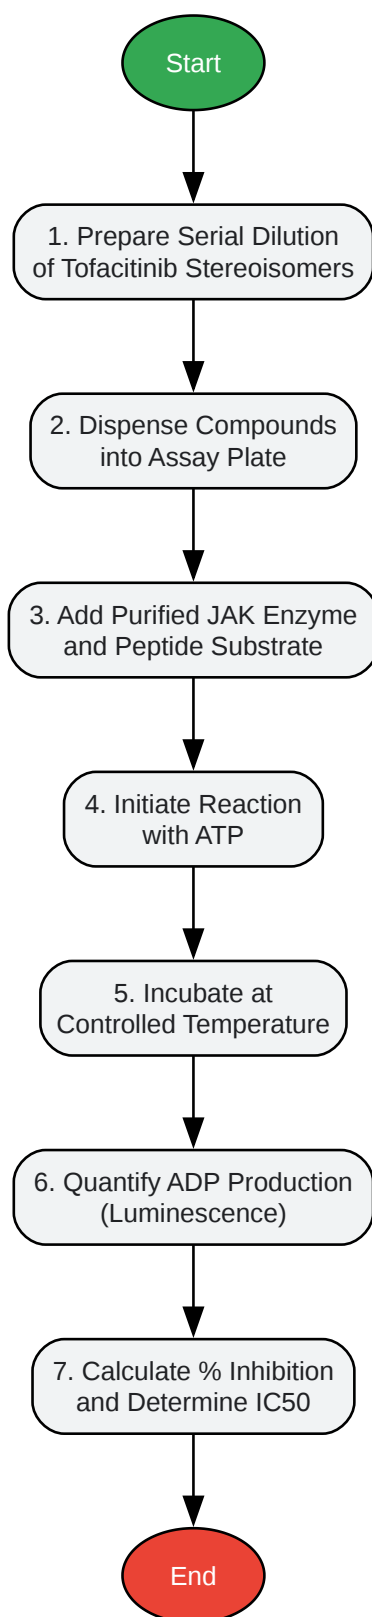 Start
1. Prepare Serial Dilution
of Tofacitinib Stereoisomers
2. Dispense Compounds
into Assay Plate
3. Add Purified JAK Enzyme
and Peptide Substrate
4. Initiate Reaction
with ATP
5. Incubate at
Controlled Temperature
6. Quantify ADP Production
(Luminescence)
7. Calculate % Inhibition
and Determine IC50
End